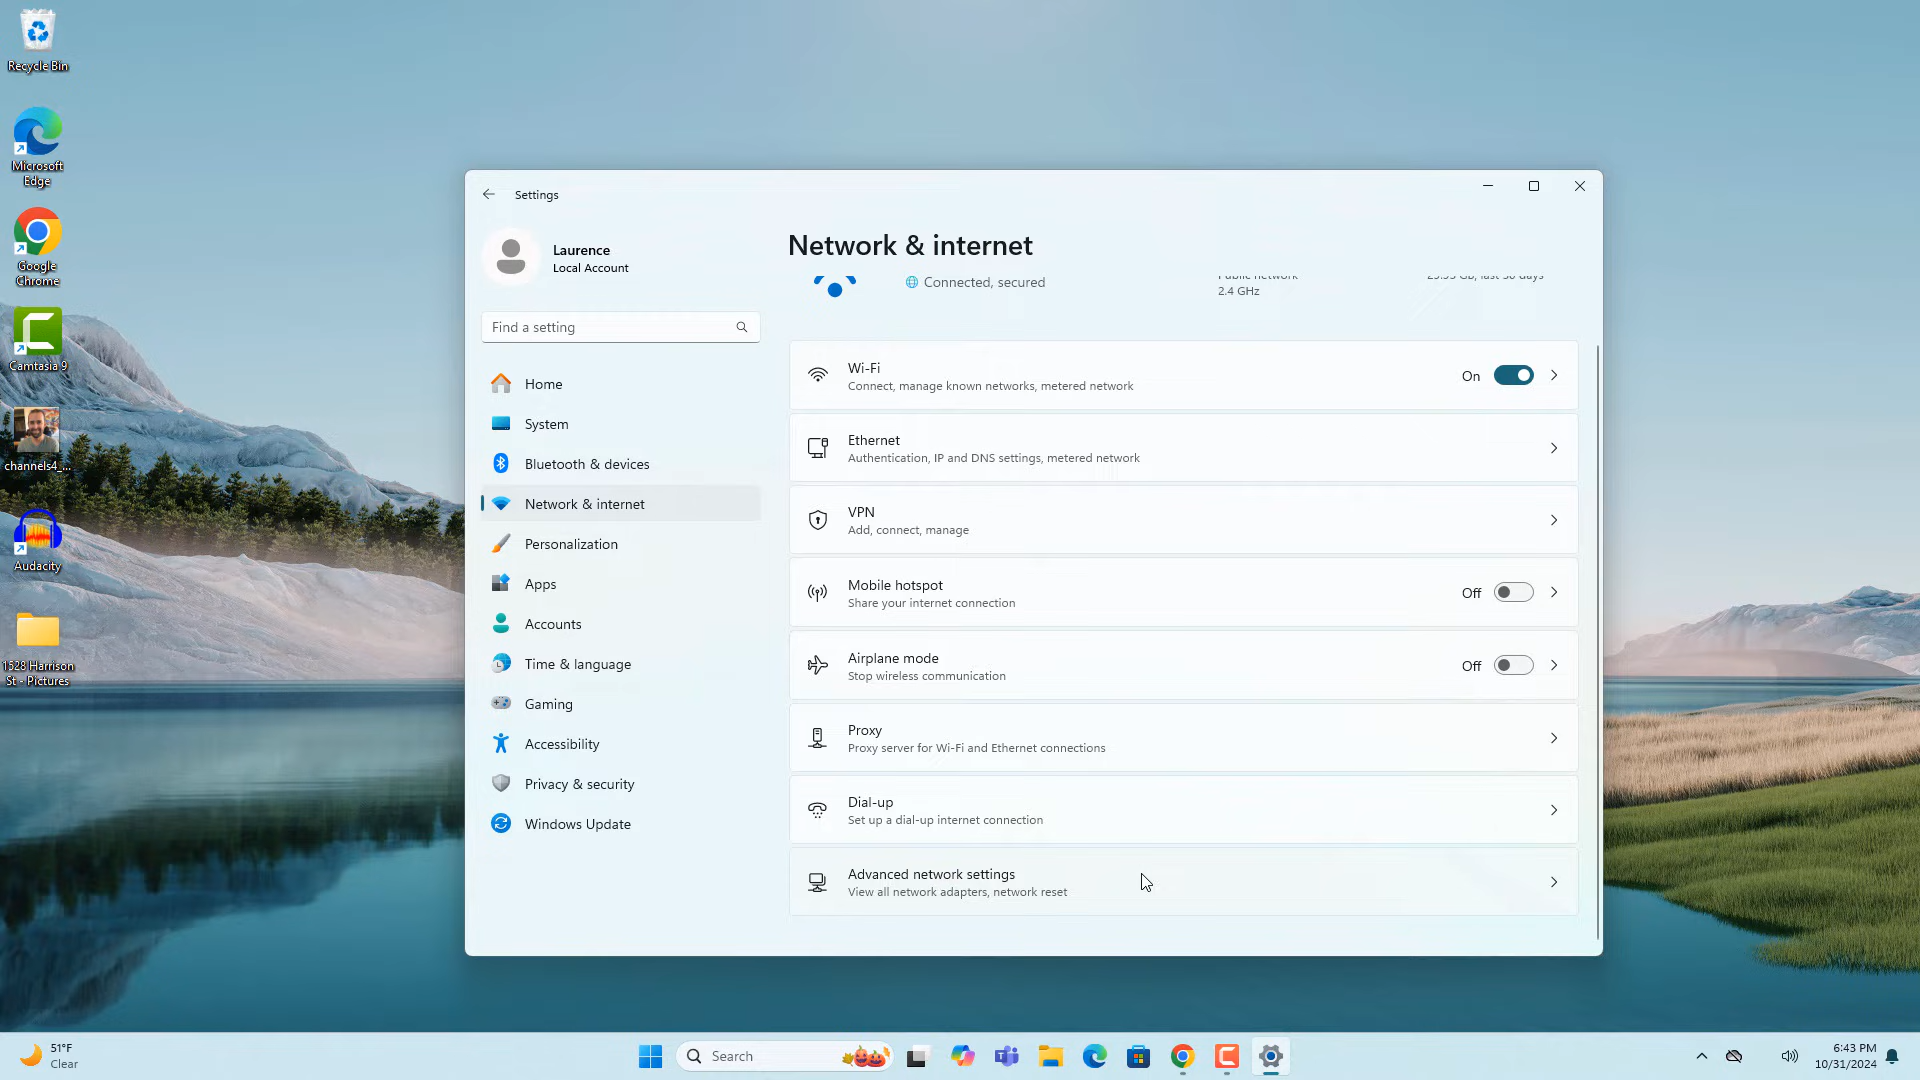 Recycle Bin
Microsoft
Edge
Google
Chrome
Camtasia 9
channels4_...
Audacity
1528 Harrison
St - Pictures
Settings
Laurence
Local Account
Find a setting
Home
System
Bluetooth & devices
Network & internet
Personalization
Apps
Accounts
Time & language
Gaming
Accessibility
Privacy & security
Windows Update
Network & internet
Connected, secured
Public network
2.4 GHz
Wi-Fi
Connect, manage known networks, metered network
On
Ethernet
Authentication, IP and DNS settings, metered network
VPN
Add, connect, manage
Mobile hotspot
Share your internet connection
Off
Airplane mode
Stop wireless communication
Off
Proxy
Proxy server for Wi-Fi and Ethernet connections
Dial-up
Set up a dial-up internet connection
Advanced network settings
View all network adapters, network reset
51°F
Clear
Search
6:43 PM
10/31/2024